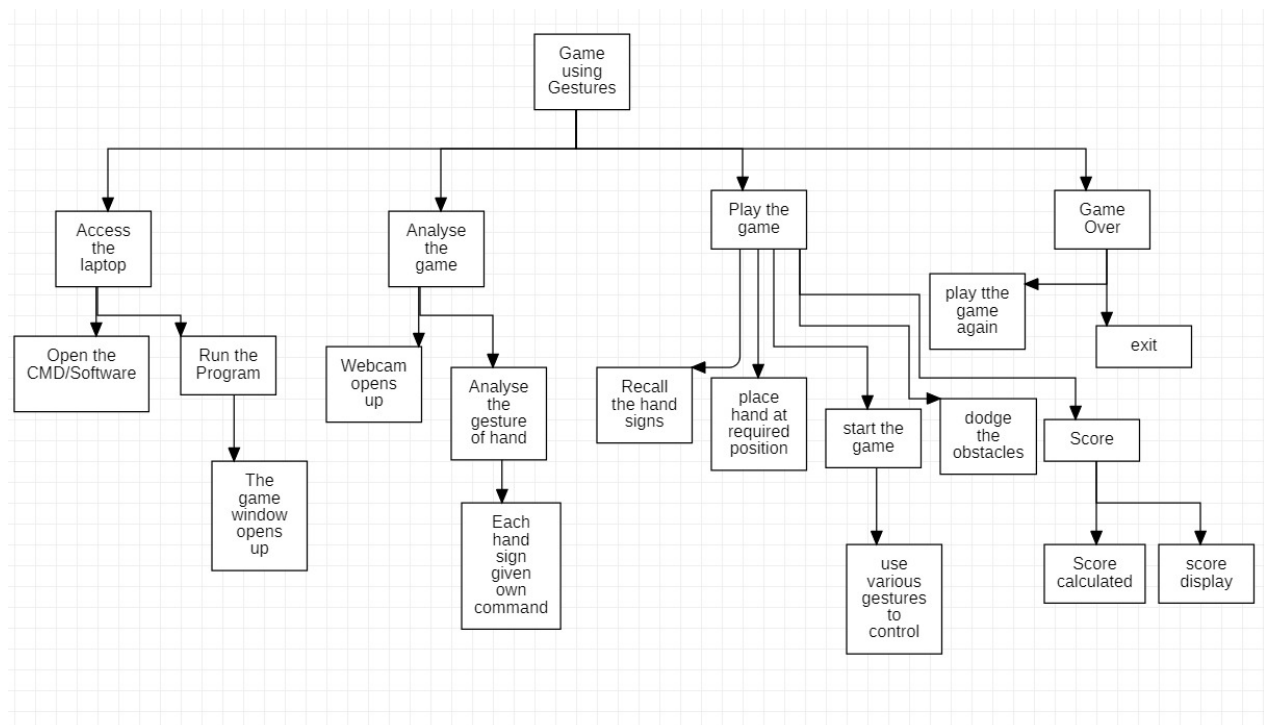 Game
using
Gestures
Access
the
laptop
Analyse
the
game
Play the
game
Game
Over
Open the
CMD/Software
Run the
Program
The
game
window
opens
up
Webcam
opens
up
Analyse
the
gesture
of hand
Each
hand
sign
given
own
command
Recall
the hand
signs
place
hand at
required
position
start the
game
use
various
gestures
to
control
dodge
the
obstacles
Score
Score
calculated
score
display
play tthe
game
again
exit